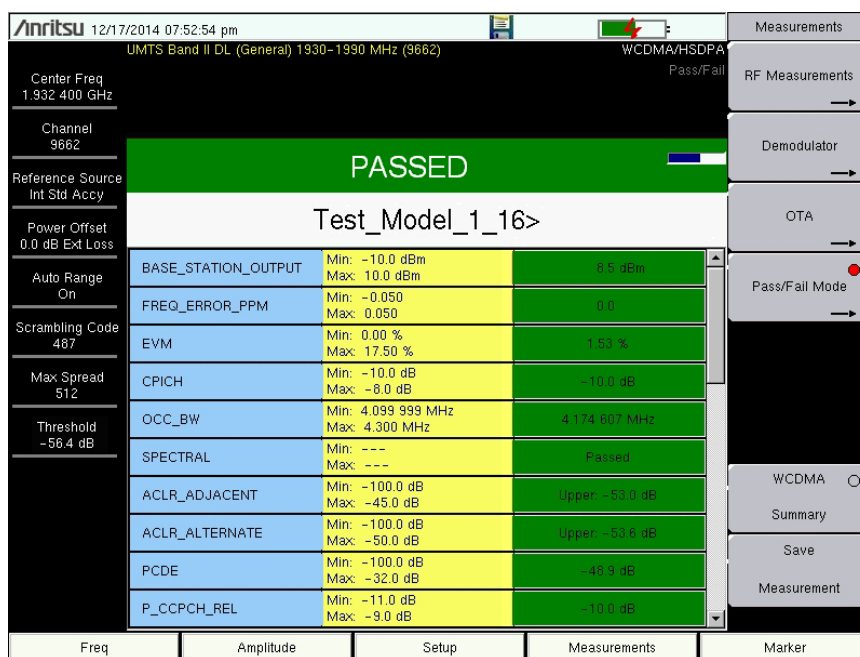 Anritsu 12/17/2014 07:52:54 pm
UMTS Band II DL (General) 1930-1990 MHz (9662)
WCDMA/HSDPA
Pass/Fail
Center Freq
1.932 400 GHz
Channel
9662
Reference Source
Int Std Accy
Power Offset
0.0 dB Ext Loss
Auto Range
On
Scrambling Code
487
Max Spread
512
Threshold
-56.4 dB
PASSED
Test_Model_1_16>
BASE_STATION_OUTPUT
Min: -10.0 dBm
Max: 10.0 dBm
8.5 dBm
FREQ_ERROR_PPM
Min: -0.050
Max: 0.050
0.0
EVM
Min: 0.00 %
Max: 17.50 %
1.53 %
CPICH
Min: -10.0 dB
Max: -8.0 dB
-10.0 dB
OCC_BW
Min: 4.099 999 MHz
Max: 4.300 MHz
4.174 607 MHz
SPECTRAL
Min: ---
Max: ---
Passed
ACLR_ADJACENT
Min: -100.0 dB
Max: -45.0 dB
Upper: -53.0 dB
ACLR_ALTERNATE
Min: -100.0 dB
Max: -50.0 dB
Upper: -53.6 dB
PCDE
Min: -100.0 dB
Max: -32.0 dB
-48.9 dB
P_CCPCH_REL
Min: -11.0 dB
Max: -9.0 dB
-10.0 dB
Measurements
RF Measurements
Demodulator
OTA
Pass/Fail Mode
WCDMA
Summary
Save
Measurement
Freq
Amplitude
Setup
Measurements
Marker